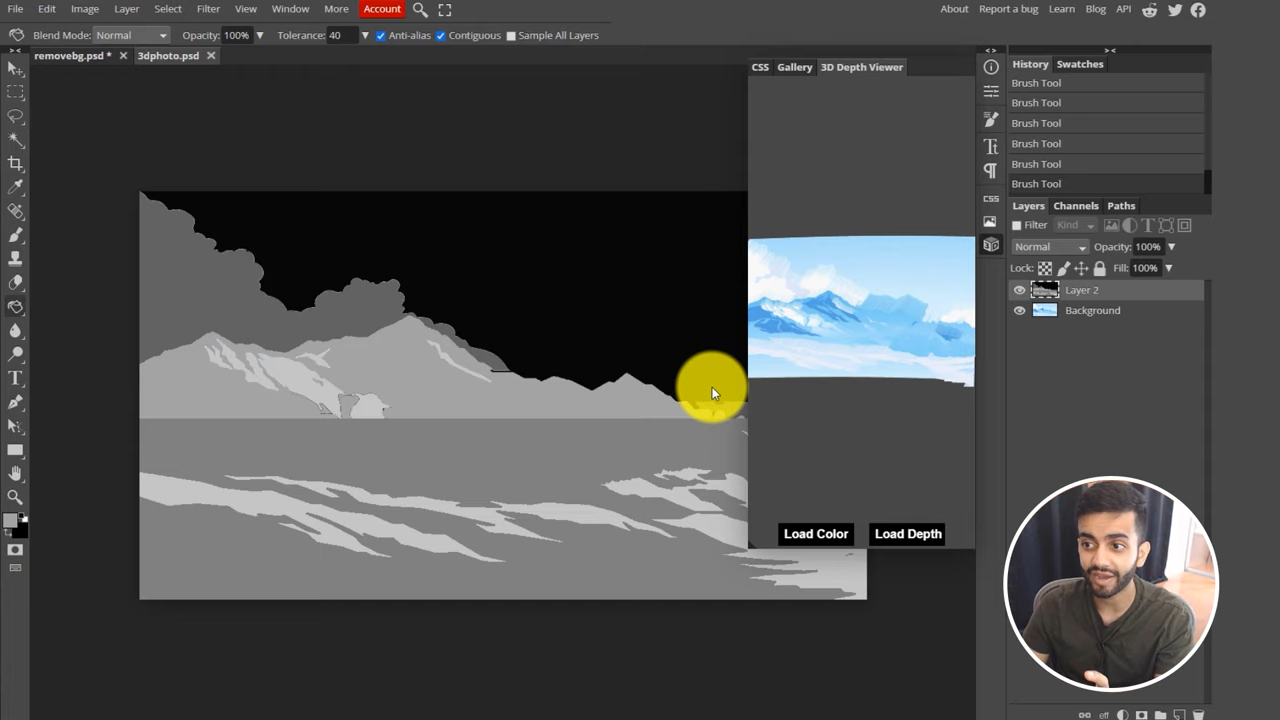 File Edit Image Layer Select Filter View Window More Account About Report a bug Learn Blog API
Blend Mode: Normal Opacity: 100% Tolerance: 40 Anti-alias Contiguous Sample All Layers
removebg.psd * 3dphoto.psd
CSS Gallery 3D Depth Viewer
History Swatches
Brush Tool
Brush Tool
Brush Tool
Brush Tool
Brush Tool
Brush Tool
Layers Channels Paths
Filter Kind
Normal Opacity: 100%
Lock: Fill: 100%
Layer 2
Background
CSS
Load Color Load Depth
eff